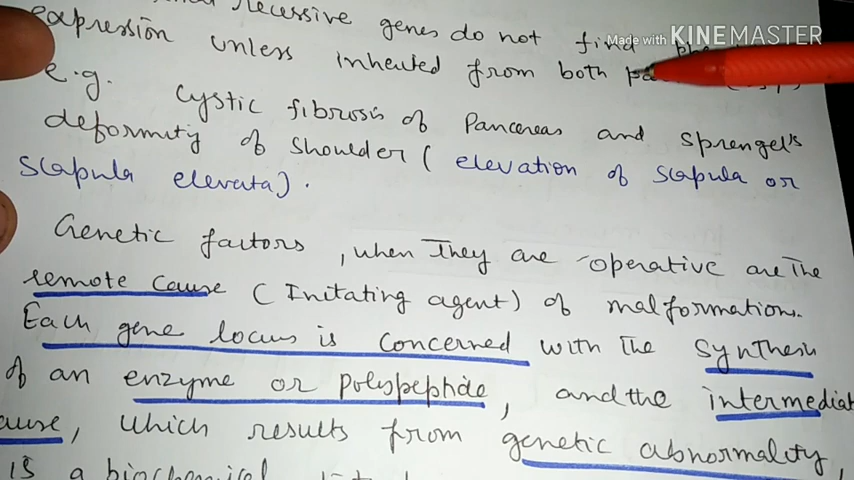 recessive genes do not find
Made with KINEMASTER
expression unless inherited from both
e.g. Cystic fibrosis of Pancreas and Sprengel's
deformity of shoulder ( elevation of scapula or
Scapula elevata).
Genetic factors, when They are operative are The
remote cause (Initating agent) of malformation.
Each gene locus is concerned with The synthesis
of an enzyme or polypeptide, and the intermediat
ause, which results from genetic abnormality,
is a biochemical